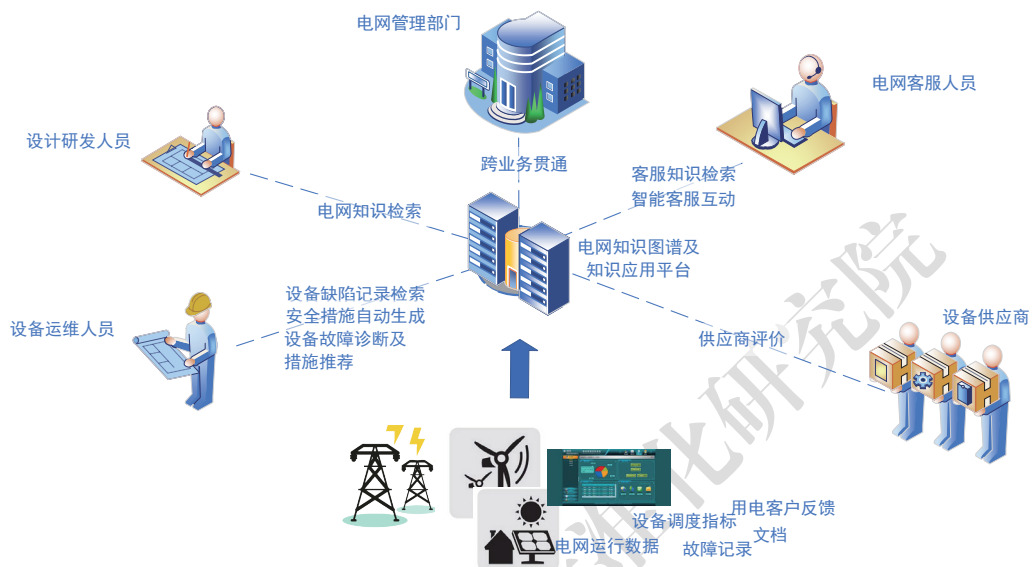 电网管理部门
电网客服人员
设计研发人员
跨业务贯通
客服知识检索
智能客服互动
电网知识检索
电网知识图谱及
知识应用平台
设备缺陷记录检索
安全措施自动生成
设备故障诊断及
措施推荐
设备运维人员
设备供应商
供应商评价
用电客户反馈
设备调度指标
文档
电网运行数据
故障记录
准化研究院